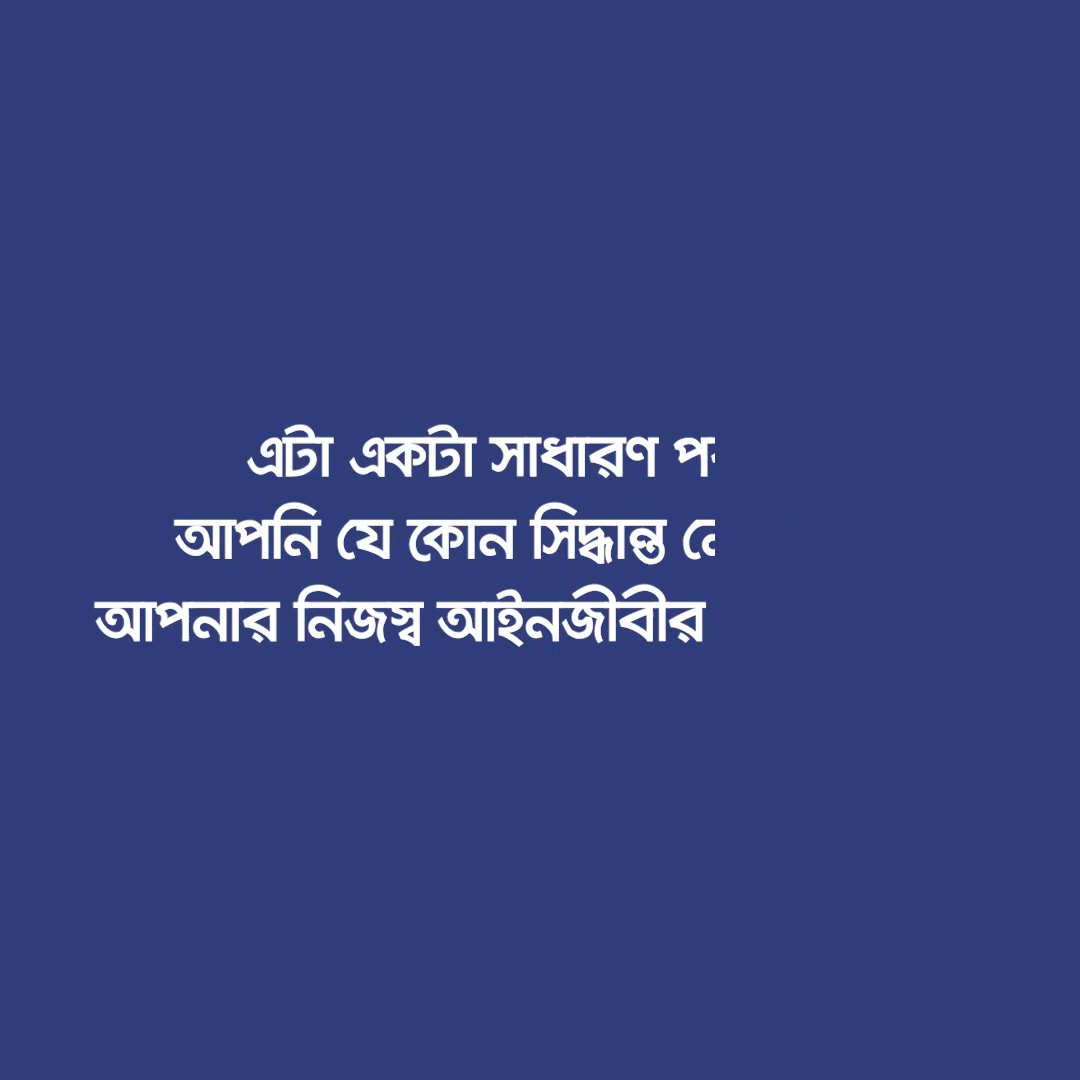 এটা একটা সাধারণ
আপনি যে কোন সিদ্ধান্ত
আপনার নিজস্ব আইনজীবীর